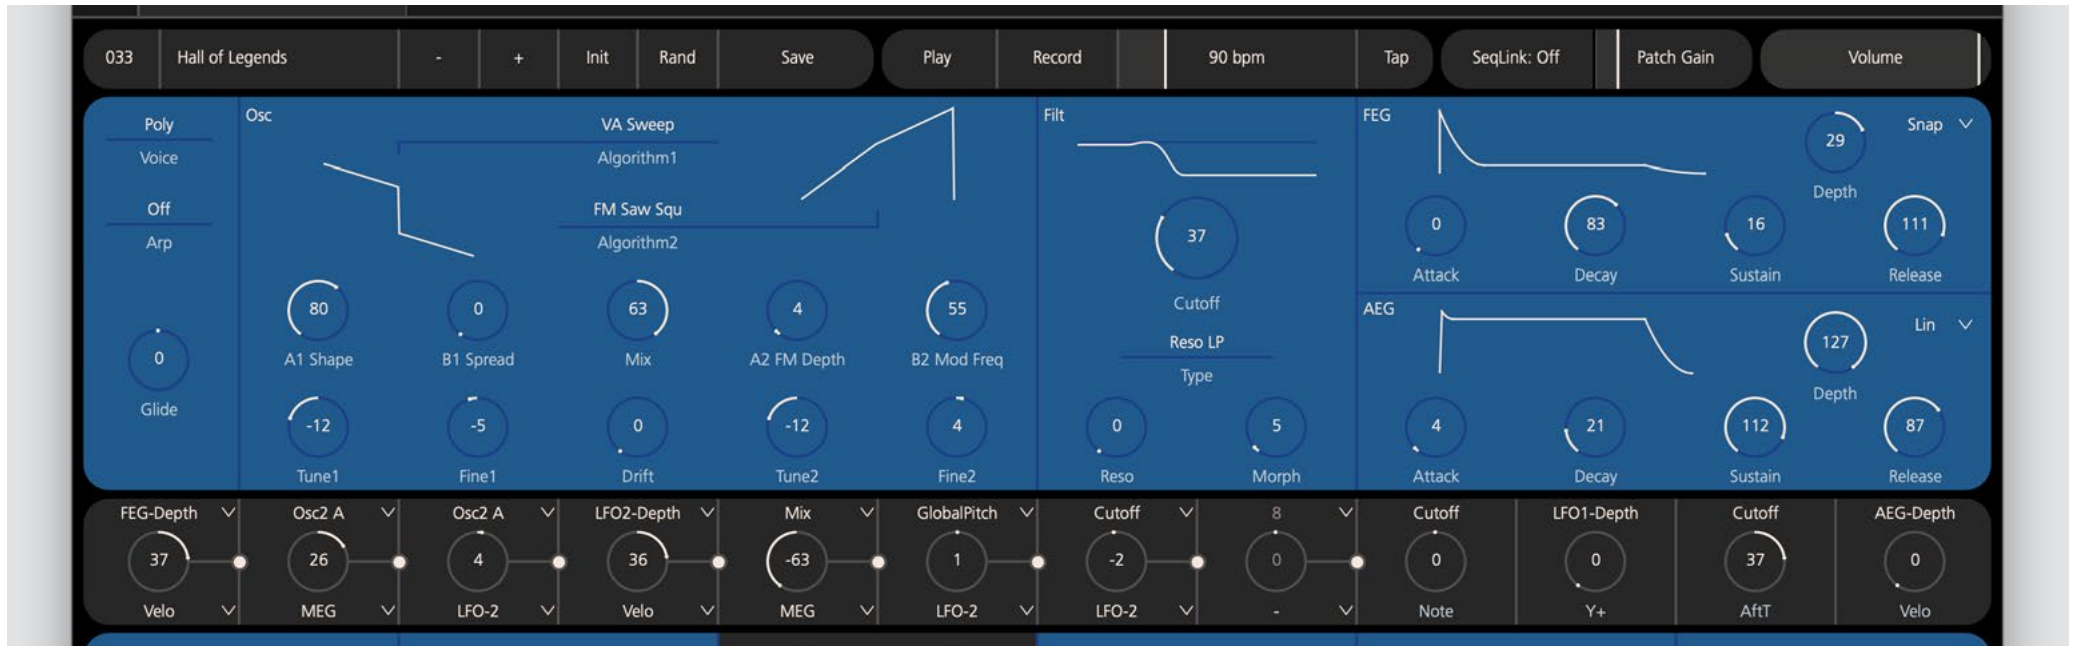 033 Hall of Legends - + Init Rand Save Play Record 90 bpm Tap SeqLink: Off Patch Gain Volume
Poly
Voice
Off
Arp
0
Glide
Osc
VA Sweep
Algorithm1
FM Saw Squ
Algorithm2
80 0 63 4 55
A1 Shape B1 Spread Mix A2 FM Depth B2 Mod Freq
-12 -5 0 -12 4
Tune1 Fine1 Drift Tune2 Fine2
Filt
37
Cutoff
Reso LP
Type
0 5
Reso Morph
FEG
Snap
29
Depth
0 83 16 111
Attack Decay Sustain Release
AEG
Lin
127
Depth
4 21 112 87
Attack Decay Sustain Release
FEG-Depth Osc2 A Osc2 A LFO2-Depth Mix GlobalPitch Cutoff 8 Cutoff LFO1-Depth Cutoff AEG-Depth
37 26 4 36 -63 1 -2 0 0 0 37 0
Velo MEG LFO-2 Velo MEG LFO-2 LFO-2 - Note Y+ AftT Velo